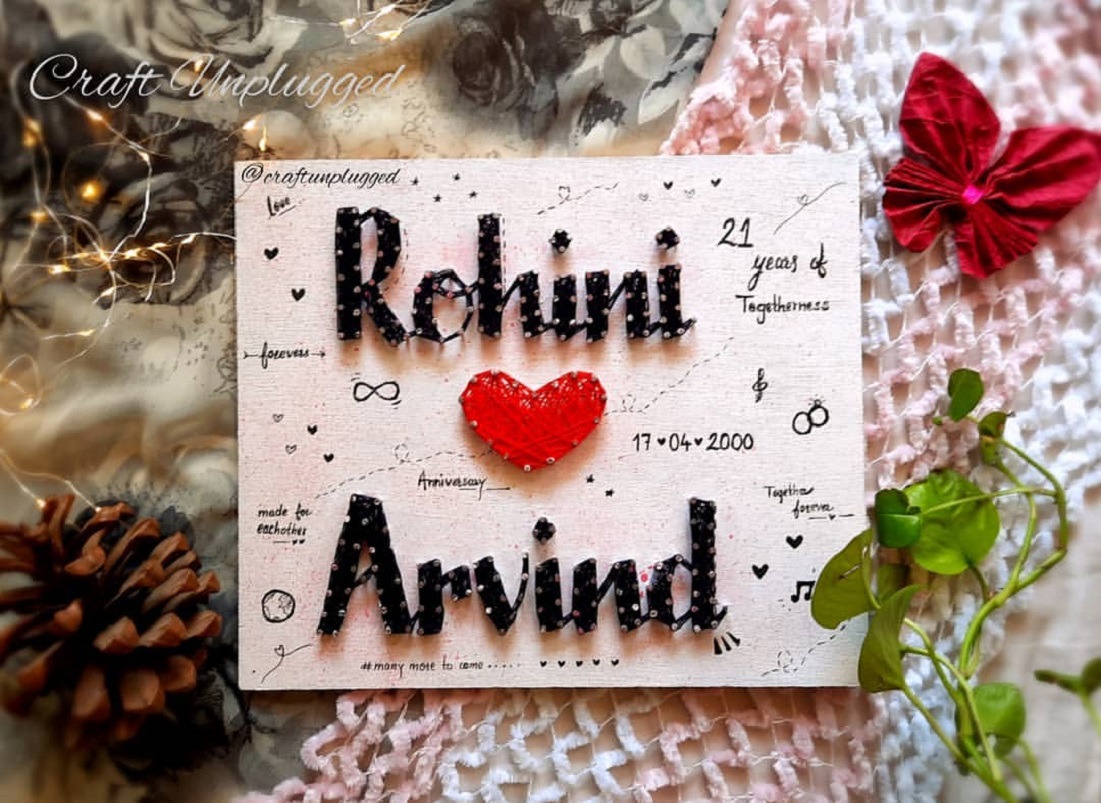 Craft Unplugged
@craftunplugged
Love
Rohini
21
years of
Togetherness
forevers
17♥04♥2000
Anniversary
Together
forever
made for
eachother
Arvind
#many more to come.....